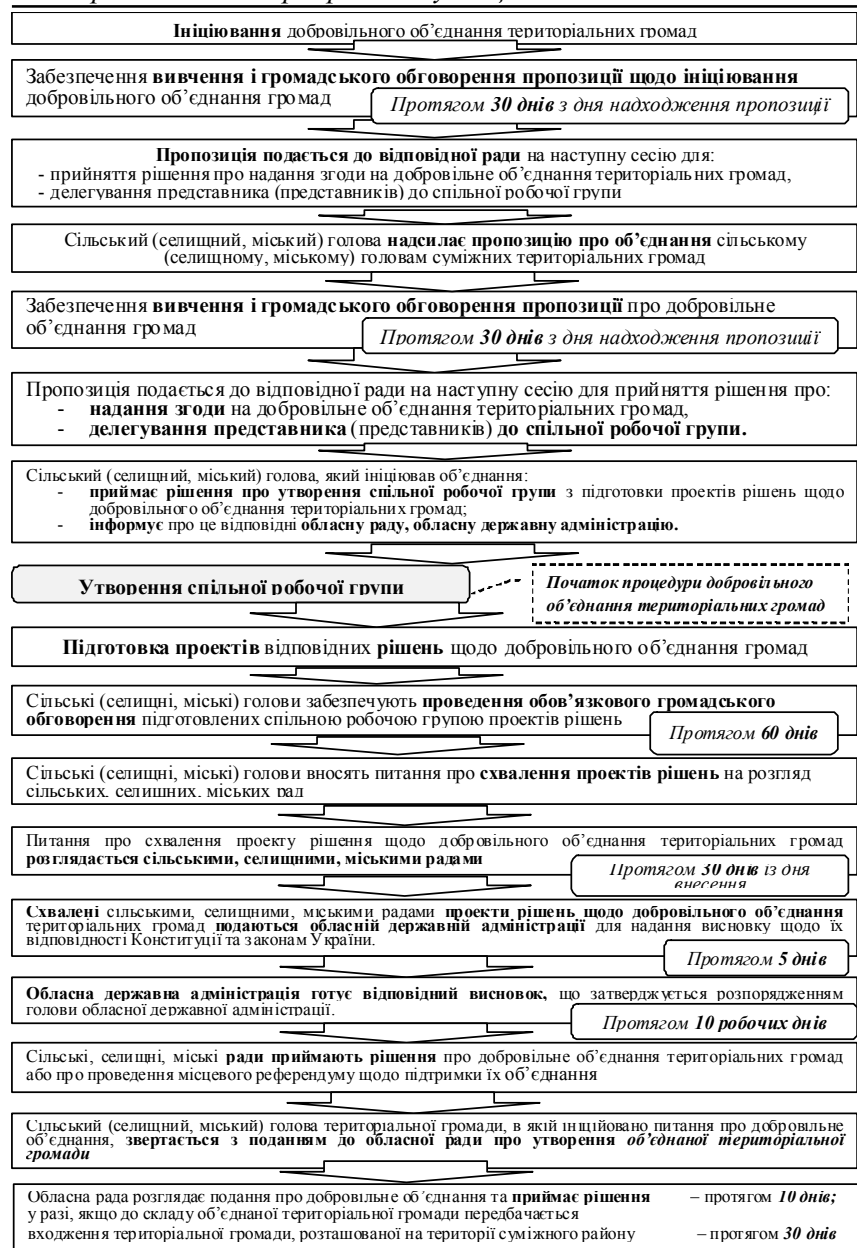 Ініціювання добровільного об’єднання територіальних громад
Забезпечення вивчення і громадського обговорення пропозиції щодо ініціювання
добровільного об’єднання громад
Протягом 30 днів з дня надходження пропозиції
Пропозиція подається до відповідної ради на наступну сесію для:
- прийняття рішення про надання згоди на добровільне об’єднання територіальних громад,
- делегування представника (представників) до спільної робочої групи
Сільський (селищний, міський) голова надсилає пропозицію про об’єднання сільському
(селищному, міському) головам суміжних територіальних громад
Забезпечення вивчення і громадського обговорення пропозиції про добровільне
об’єднання громад
Протягом 30 днів з дня надходження пропозиції
Пропозиція подається до відповідної ради на наступну сесію для прийняття рішення про:
- надання згоди на добровільне об’єднання територіальних громад,
- делегування представника (представників) до спільної робочої групи.
Сільський (селищний, міський) голова, який ініціював об’єднання:
- приймає рішення про утворення спільної робочої групи з підготовки проектів рішень щодо
добровільного об’єднання територіальних громад;
- інформує про це відповідні обласну раду, обласну державну адміністрацію.
Утворення спільної робочої групи
Початок процедури добровільного
об’єднання територіальних громад
Підготовка проектів відповідних рішень щодо добровільного об’єднання громад
Сільські (селищні, міські) голови забезпечують проведення обов’язкового громадського
обговорення підготовлених спільною робочою групою проектів рішень
Протягом 60 днів
Сільські (селищні, міські) голови вносять питання про схвалення проектів рішень на розгляд
сільських, селищних, міських рад
Питання про схвалення проекту рішення щодо добровільного об’єднання територіальних громад
розглядається сільськими, селищними, міськими радами
Протягом 30 днів із дня
внесення
Схвалені сільськими, селищними, міськими радами проекти рішень щодо добровільного об’єднання
територіальних громад подаються обласній державній адміністрації для надання висновку щодо їх
відповідності Конституції та законам України.
Протягом 5 днів
Обласна державна адміністрація готує відповідний висновок, що затверджується розпорядженням
голови обласної державної адміністрації.
Протягом 10 робочих днів
Сільські, селищні, міські ради приймають рішення про добровільне об’єднання територіальних громад
або про проведення місцевого референдуму щодо підтримки їх об’єднання
Сільський (селищний, міський) голова територіальної громади, в якій ініційовано питання про добровільне
об’єднання, звертається з поданням до обласної ради про утворення об’єднаної територіальної
громади
Обласна рада розглядає подання про добровільне об’єднання та приймає рішення – протягом 10 днів;
у разі, якщо до складу об’єднаної територіальної громади передбачається
входження територіальної громади, розташованої на території суміжного району – протягом 30 днів